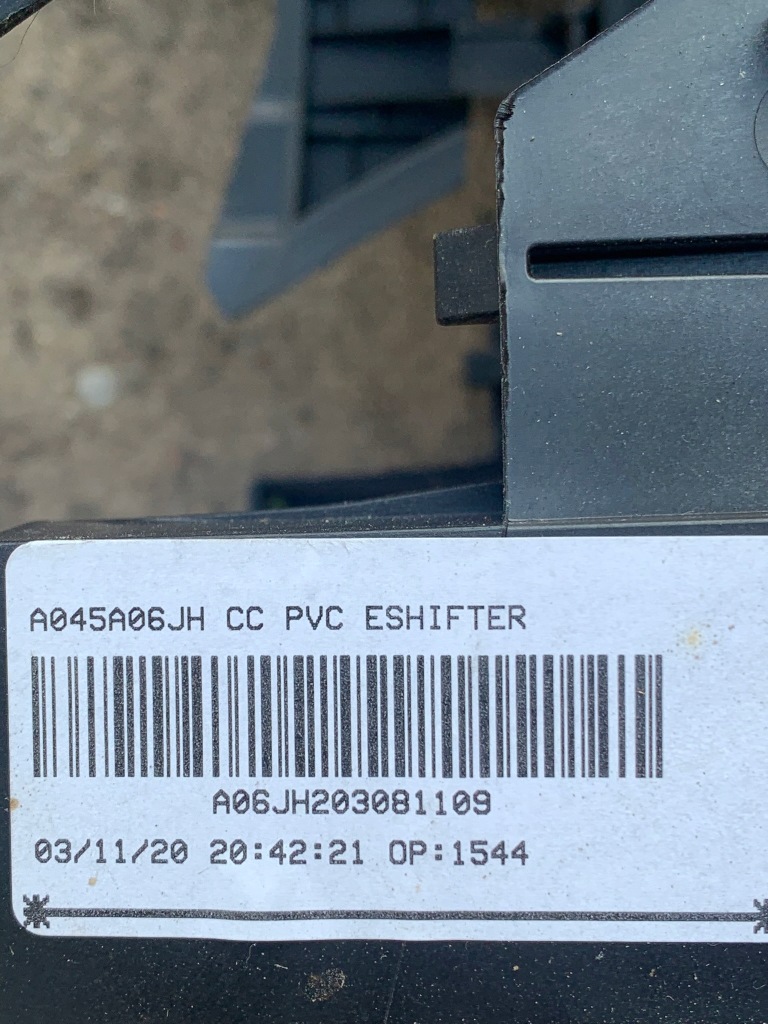 A045A06JH CC PVC ESHIFTER
A06JH203081109
03/11/20 20:42:21 OP:1544